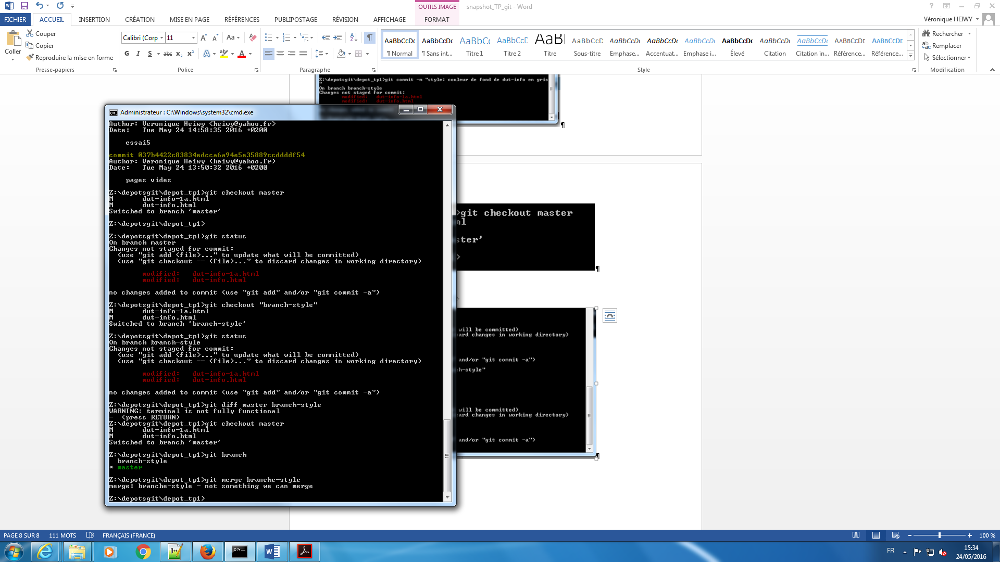 OUTILS IMAGE
snapshot_TP_git - Word
FICHIER
ACCUEIL
INSERTION
CRÉATION
MISE EN PAGE
RÉFÉRENCES
PUBLIPOSTAGE
RÉVISION
AFFICHAGE
FORMAT
Véronique HEIWY
Coller
Couper
Copier
Reproduire la mise en forme
Presse-papiers
Calibri (Corp
11
Police
Paragraphe
AaBbCcDc
AaBbCcDc
AaBbC(
AaBbCcD
AaBl
AaBbCcD
AaBbCcDc
AaBbCcDc
AaBbCcDc
AaBbCcDc
AaBbCcDc
AaBbCcDc
AABBCCDE
AABBCCDE
¶ Normal
¶ Sans int...
Titre 1
Titre 2
Titre
Sous-titre
Emphase...
Accentuat...
Emphase i...
Élevé
Citation
Citation in...
Référence...
Référence...
Style
Rechercher
Remplacer
Sélectionner
Modification
Z:\depotsgit\depot_tp1>git commit -m "style: couleur de fond de dut-info en gris
"
On branch branch-style
Changes not staged for commit:
modified: dut-info-1a.html
modified: dut-info.html
Administrateur : C:\Windows\system32\cmd.exe
Author: Veronique Heiwy <heiwy@yahoo.fr>
Date: Tue May 24 14:58:35 2016 +0200
essai5
commit 037b4422c83834edcca6a94e5e35889ccddddf54
Author: Veronique Heiwy <heiwy@yahoo.fr>
Date: Tue May 24 13:50:32 2016 +0200
pages vides
Z:\depotsgit\depot_tp1>git checkout master
M dut-info-1a.html
M dut-info.html
Switched to branch 'master'
Z:\depotsgit\depot_tp1>
Z:\depotsgit\depot_tp1>git status
On branch master
Changes not staged for commit:
(use "git add <file>..." to update what will be committed)
(use "git checkout -- <file>..." to discard changes in working directory)
modified: dut-info-1a.html
modified: dut-info.html
no changes added to commit (use "git add" and/or "git commit -a")
Z:\depotsgit\depot_tp1>git checkout "branch-style"
M dut-info-1a.html
M dut-info.html
Switched to branch 'branch-style'
Z:\depotsgit\depot_tp1>git status
On branch branch-style
Changes not staged for commit:
(use "git add <file>..." to update what will be committed)
(use "git checkout -- <file>..." to discard changes in working directory)
modified: dut-info-1a.html
modified: dut-info.html
no changes added to commit (use "git add" and/or "git commit -a")
Z:\depotsgit\depot_tp1>git diff master branch-style
WARNING: terminal is not fully functional
- (press RETURN)
Z:\depotsgit\depot_tp1>git checkout master
M dut-info-1a.html
M dut-info.html
Switched to branch 'master'
Z:\depotsgit\depot_tp1>git branch
branch-style
* master
Z:\depotsgit\depot_tp1>git merge branche-style
merge: branche-style - not something we can merge
Z:\depotsgit\depot_tp1>
>git checkout master
ml
ster'
>
will be committed)
ard changes in working directory)
and/or "git commit -a")
ch-style"
will be committed)
ard changes in working directory)
and/or "git commit -a")
PAGE 8 SUR 8
111 MOTS
FRANÇAIS (FRANCE)
100 %
FR
15:34
24/05/2016